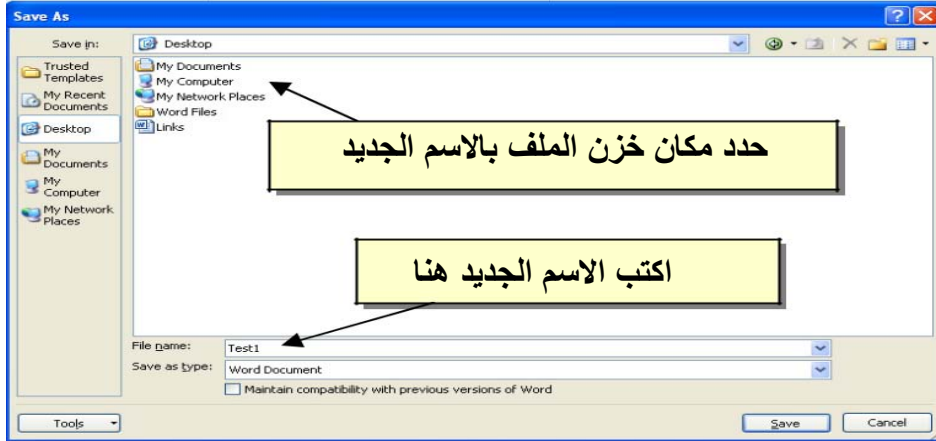 Save As
Save in:
Desktop
Trusted
Templates
My Recent
Documents
Desktop
My
Documents
My
Computer
My Network
Places
My Documents
My Computer
My Network Places
Word Files
Links
حدد مكان خزن الملف بالاسم الجديد
اكتب الاسم الجديد هنا
File name:
Test1
Save as type:
Word Document
Maintain compatibility with previous versions of Word
Tools
Save
Cancel